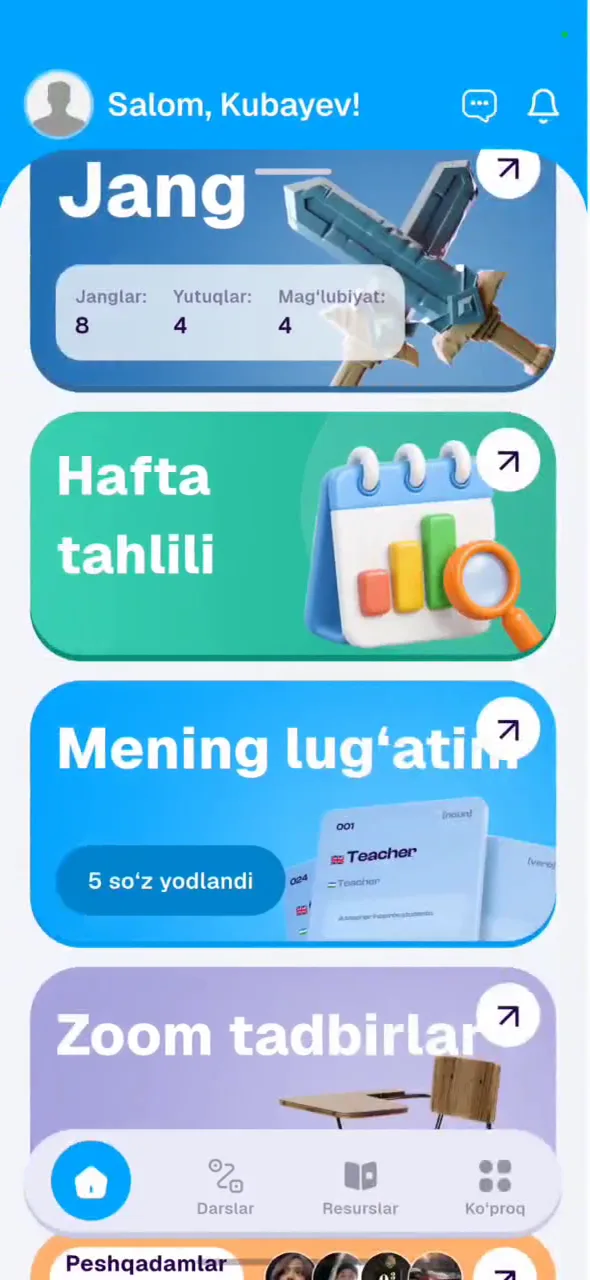 Salom, Kubayev!
Jang
Janglar: Yutuqlar: Mag‘lubiyat:
8 4 4
Hafta
tahlili
Mening lug‘atim
5 so‘z yodlandi
001
[noun]
Teacher
Teacher
024
Zoom tadbirlar
Darslar Resurslar Ko‘proq
Peshqadamlar